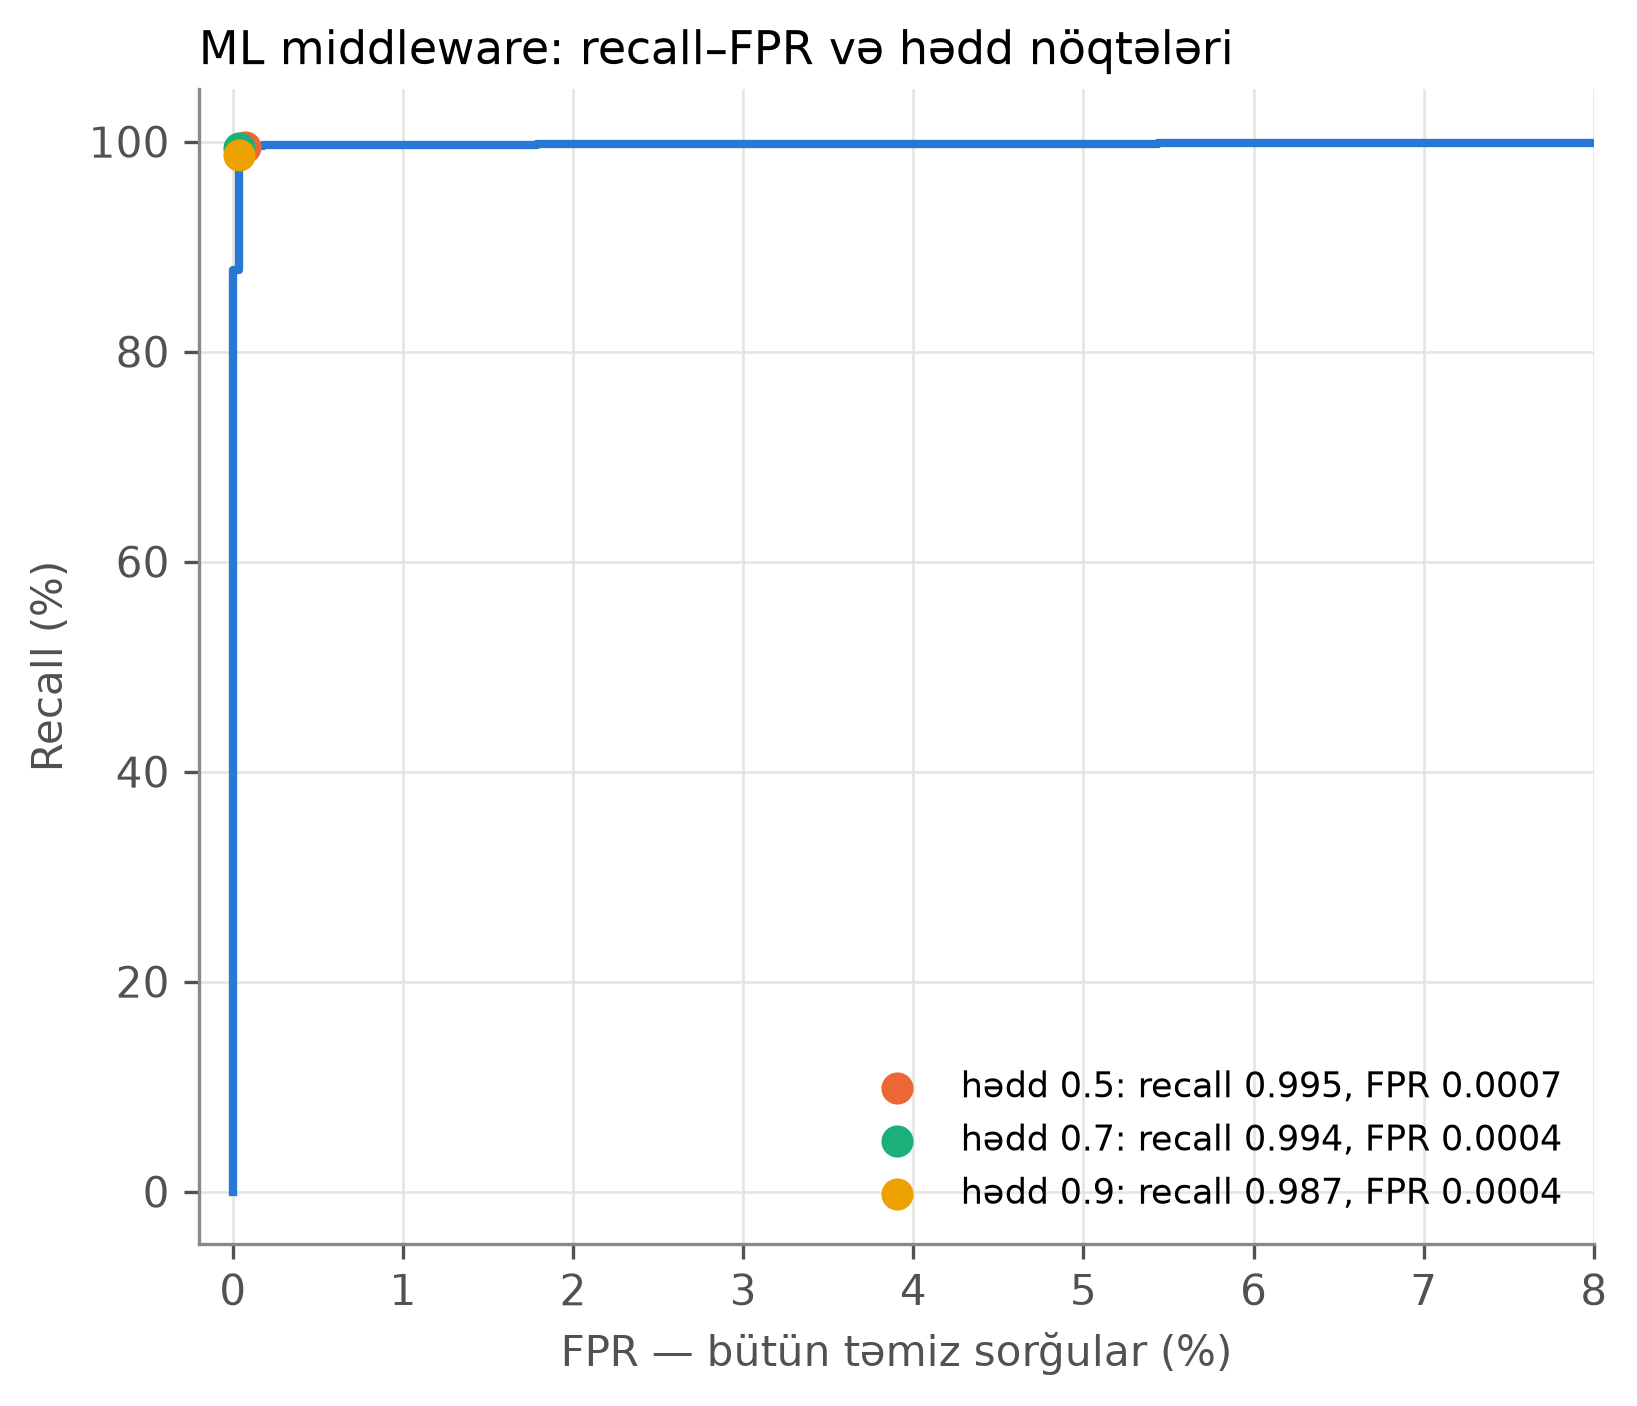 ML middleware: recall–FPR və hədd nöqtələri
Recall (%)
100
80
60
40
20
0
hədd 0.5: recall 0.995, FPR 0.0007
hədd 0.7: recall 0.994, FPR 0.0004
hədd 0.9: recall 0.987, FPR 0.0004
0 1 2 3 4 5 6 7 8
FPR — bütün təmiz sorğular (%)